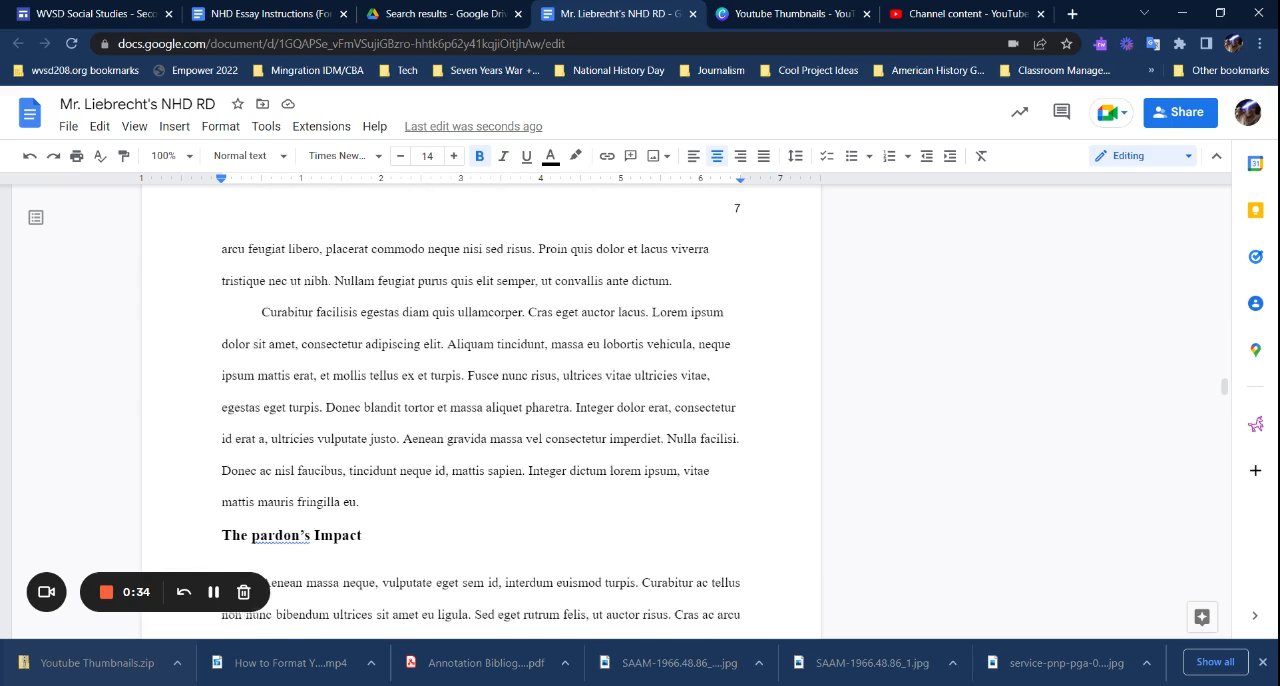 WVSD Social Studies - Seco
NHD Essay Instructions (For
Search results - Google Driv
Mr. Liebrecht's NHD RD - G
Youtube Thumbnails - YouT
Channel content - YouTube
docs.google.com/document/d/1GQAPSe_vFmVSujiGBzro-hhtk6p62y41kqjiOitjhAw/edit
wvsd208.org bookmarks
Empower 2022
Mingration IDM/CBA
Tech
Seven Years War +...
National History Day
Journalism
Cool Project Ideas
American History G...
Classroom Manage...
»
Other bookmarks
Mr. Liebrecht's NHD RD
Share
File Edit View Insert Format Tools Extensions Help Last edit was seconds ago
100% Normal text Times New... 14 Editing
1 1 2 3 4 5 6 7
7
arcu feugiat libero, placerat commodo neque nisi sed risus. Proin quis dolor et lacus viverra
tristique nec ut nibh. Nullam feugiat purus quis elit semper, ut convallis ante dictum.
Curabitur facilisis egestas diam quis ullamcorper. Cras eget auctor lacus. Lorem ipsum
dolor sit amet, consectetur adipiscing elit. Aliquam tincidunt, massa eu lobortis vehicula, neque
ipsum mattis erat, et mollis tellus ex et turpis. Fusce nunc risus, ultrices vitae ultricies vitae,
egestas eget turpis. Donec blandit tortor et massa aliquet pharetra. Integer dolor erat, consectetur
id erat a, ultricies vulputate justo. Aenean gravida massa vel consectetur imperdiet. Nulla facilisi.
Donec ac nisl faucibus, tincidunt neque id, mattis sapien. Integer dictum lorem ipsum, vitae
mattis mauris fringilla eu.
The pardon's Impact
enean massa neque, vulputate eget sem id, interdum euismod turpis. Curabitur ac tellus
0:34
non nunc bibendum ultrices sit amet eu ligula. Sed eget rutrum felis, ut auctor risus. Cras ac arcu
Youtube Thumbnails.zip
How to Format Y....mp4
Annotation Bibliog....pdf
SAAM-1966.48.86_....jpg
SAAM-1966.48.86_1.jpg
service-pnp-pga-0....jpg
Show all